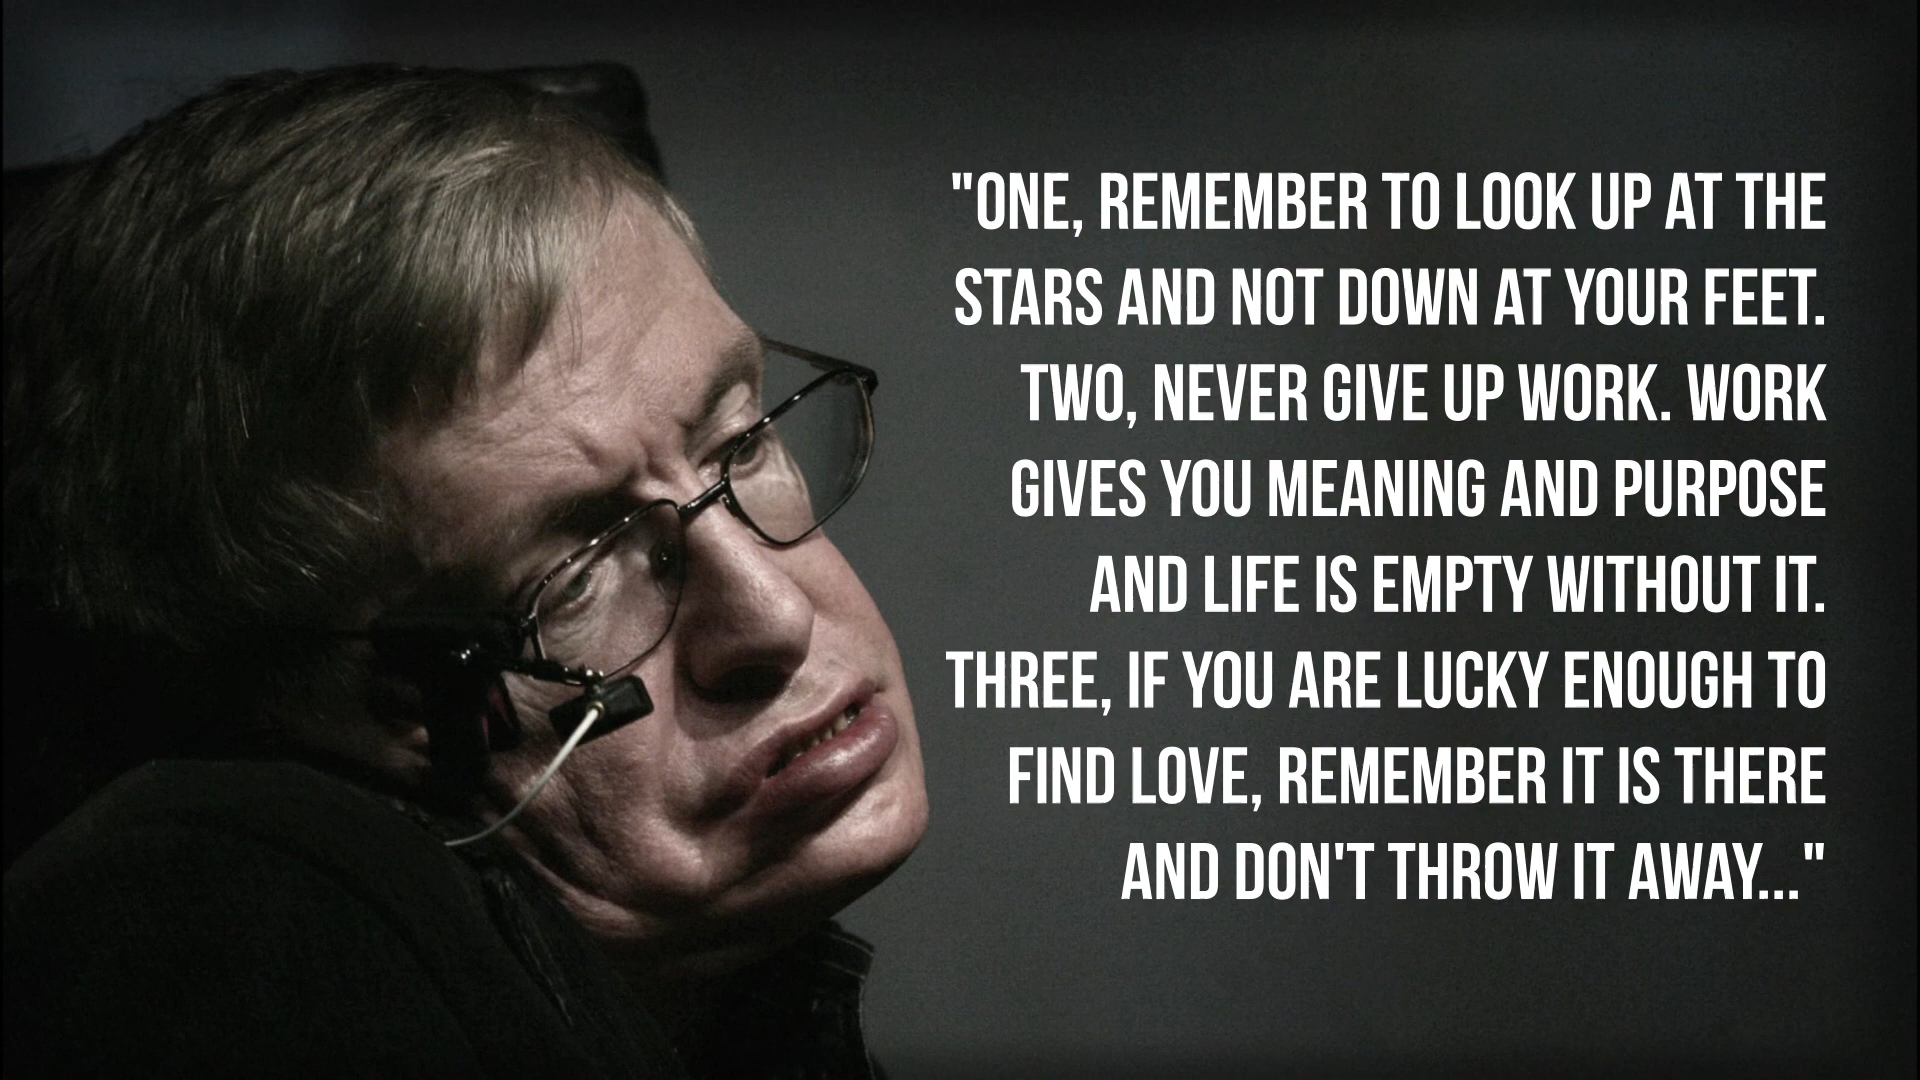 "ONE, REMEMBER TO LOOK UP AT THE
STARS AND NOT DOWN AT YOUR FEET.
TWO, NEVER GIVE UP WORK. WORK
GIVES YOU MEANING AND PURPOSE
AND LIFE IS EMPTY WITHOUT IT.
THREE, IF YOU ARE LUCKY ENOUGH TO
FIND LOVE, REMEMBER IT IS THERE
AND DON'T THROW IT AWAY..."